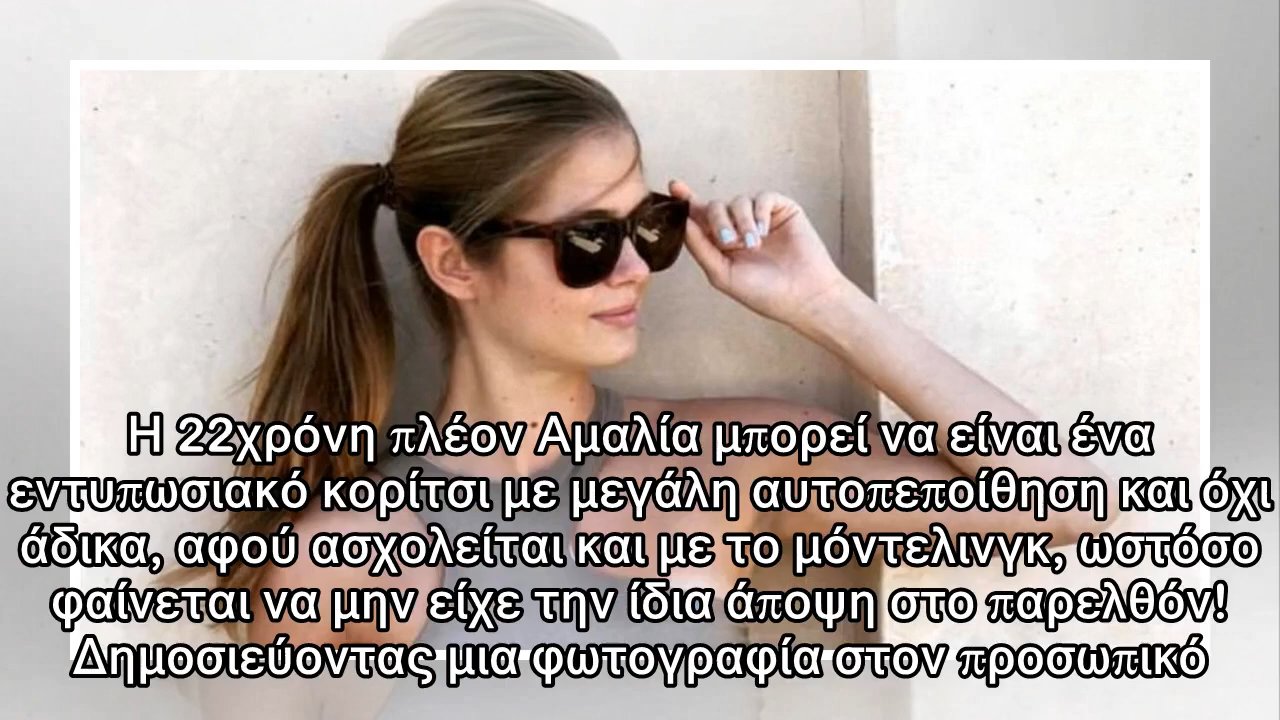 Η 22χρόνη πλέον Αμαλία μπορεί να είναι ένα
εντυπωσιακό κορίτσι με μεγάλη αυτοπεποίθηση και όχι
άδικα, αφού ασχολείται και με το μόντελινγκ, ωστόσο
φαίνεται να μην είχε την ίδια άποψη στο παρελθόν!
Δημοσιεύοντας μια φωτογραφία στον προσωπικό